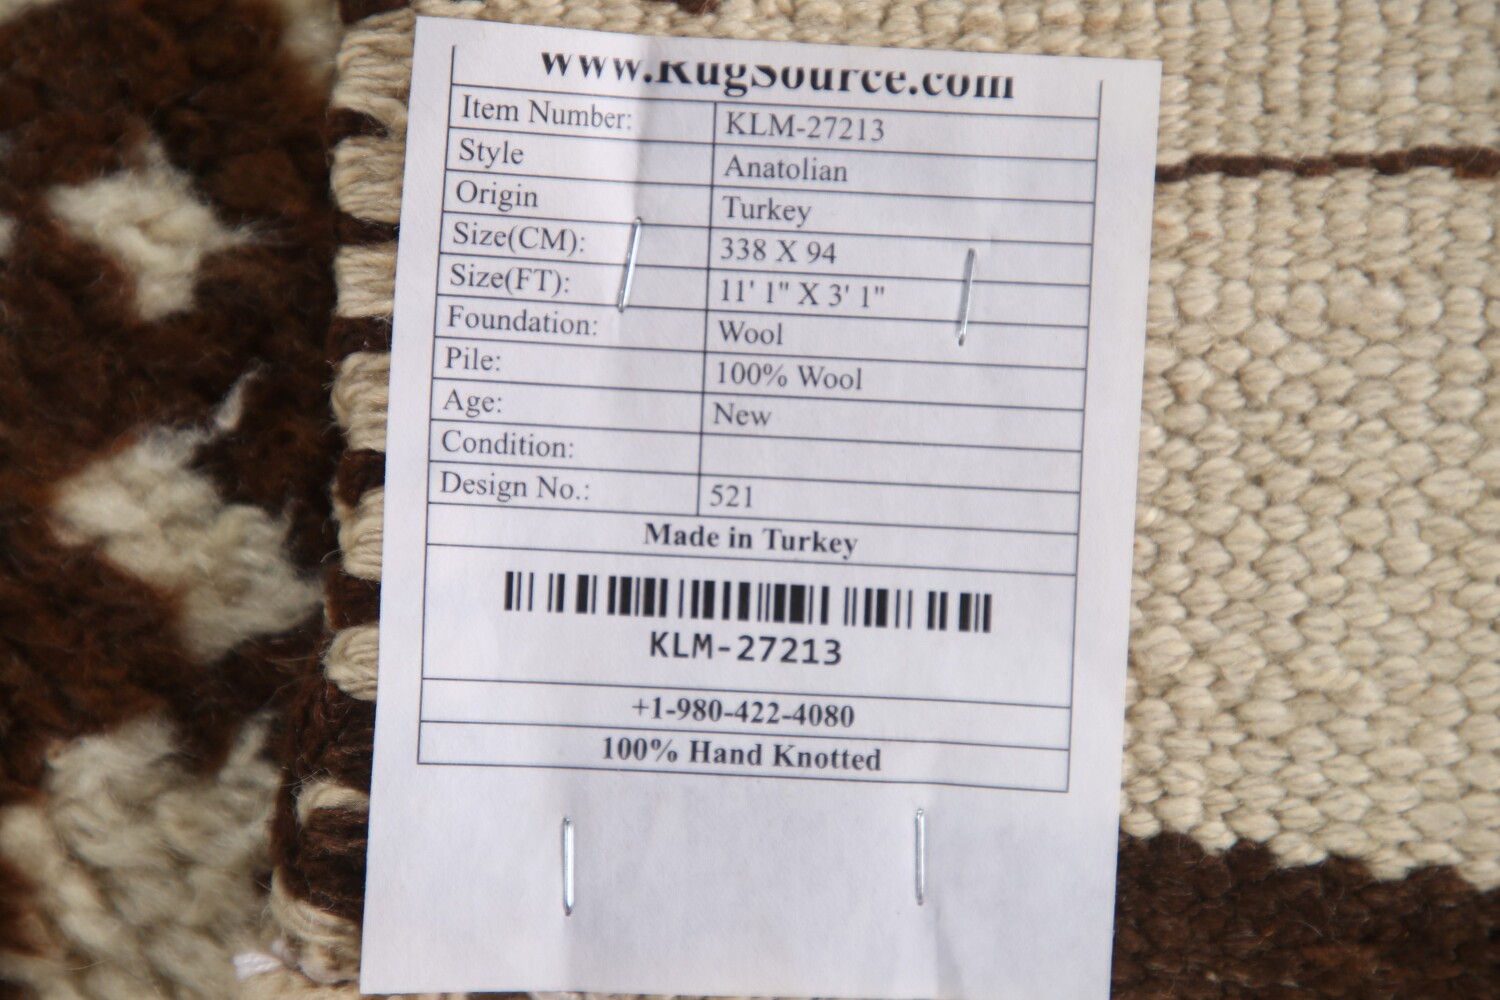 www.RugSource.com
Item Number: KLM-27213
Style Anatolian
Origin Turkey
Size(CM): 338 X 94
Size(FT): 11' 1" X 3' 1"
Foundation: Wool
Pile: 100% Wool
Age: New
Condition:
Design No.: 521
Made in Turkey
KLM-27213
+1-980-422-4080
100% Hand Knotted